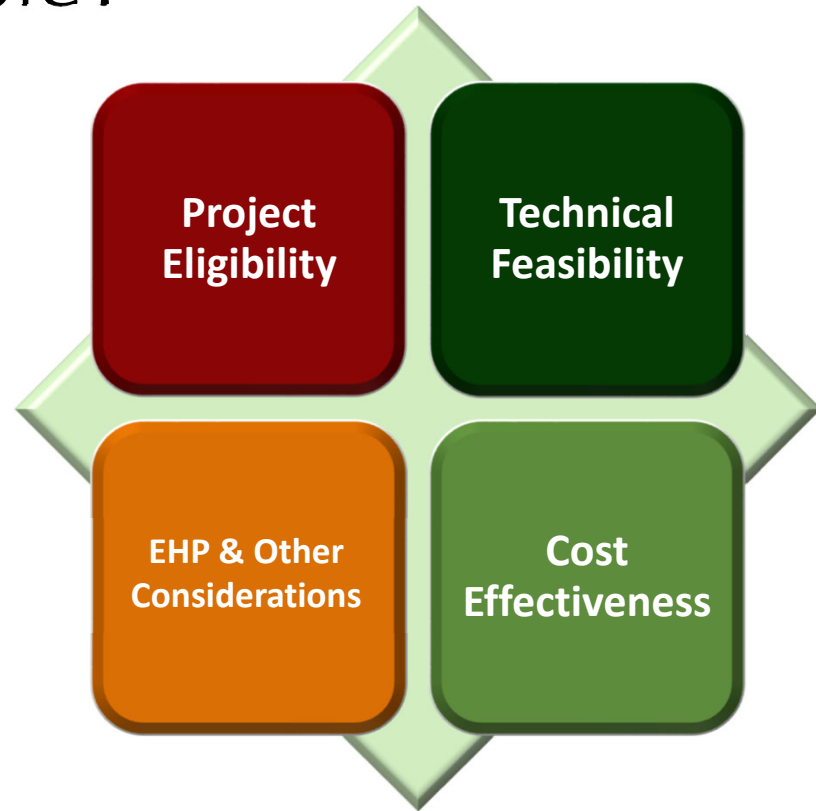 Project
Eligibility
Technical
Feasibility
EHP & Other
Considerations
Cost
Effectiveness